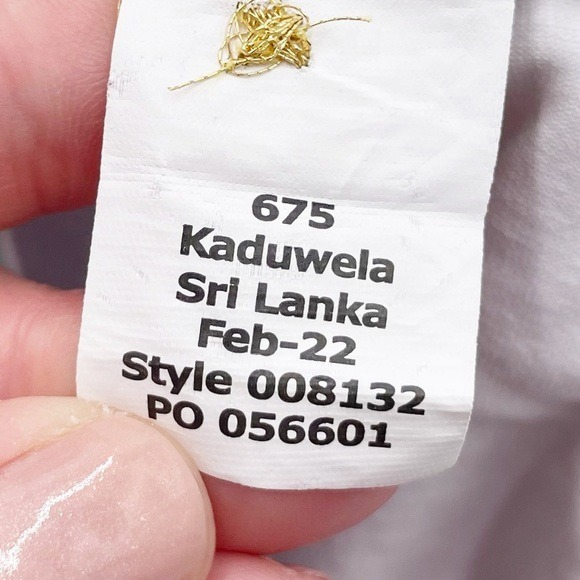 675
Kaduwela
Sri Lanka
Feb-22
Style 008132
PO 056601